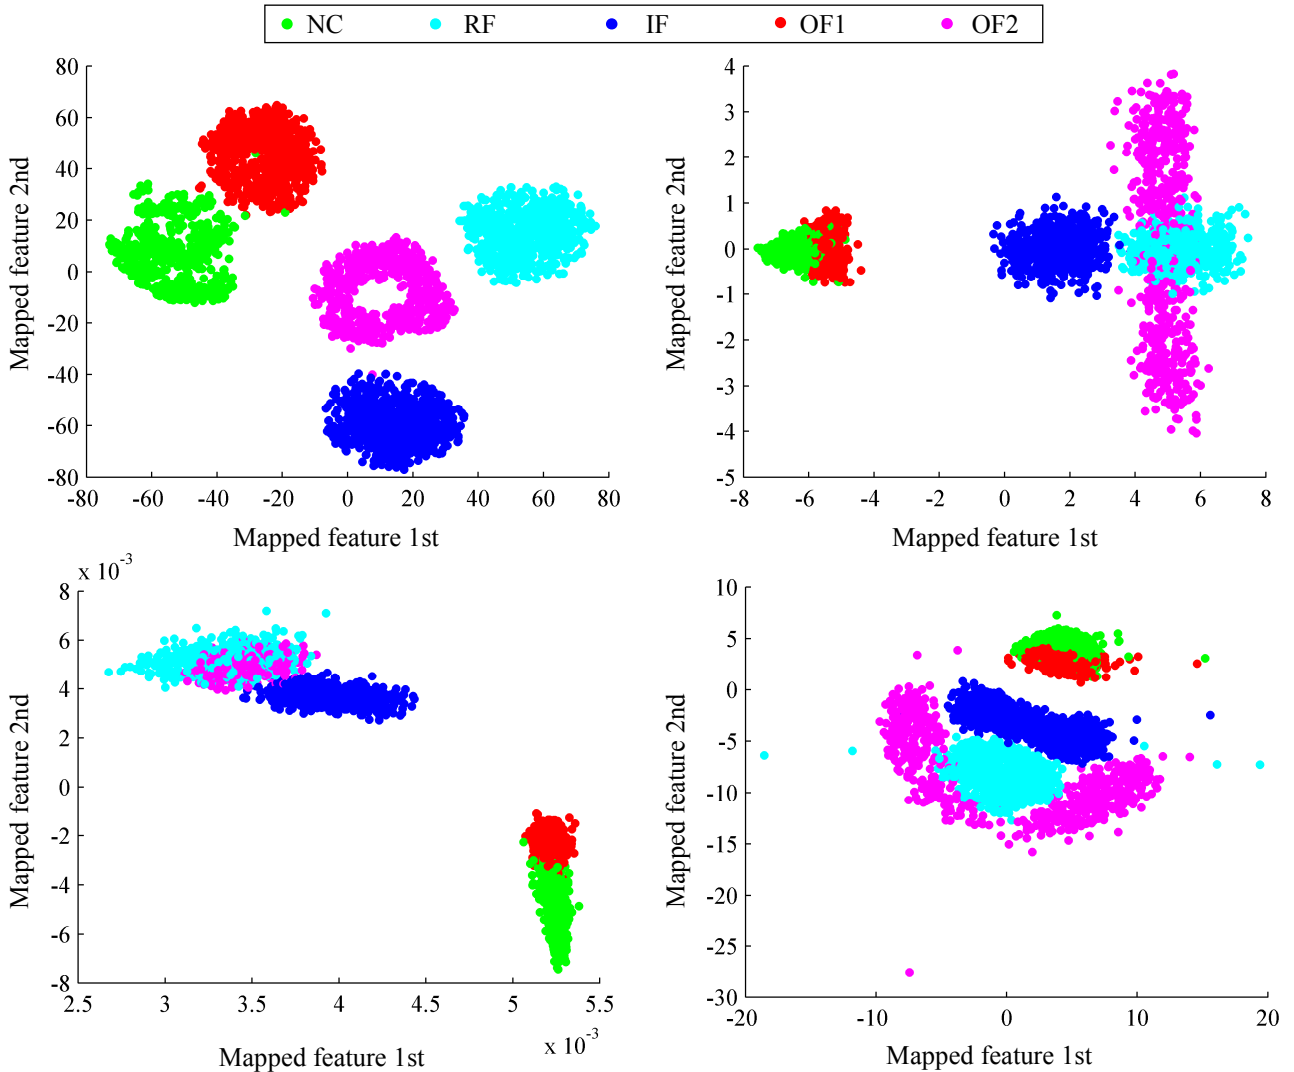 NC RF IF OF1 OF2
80
60
40
20
0
-20
-40
-60
-80
Mapped feature 2nd
-80 -60 -40 -20 0 20 40 60 80
Mapped feature 1st
4
3
2
1
0
-1
-2
-3
-4
-5
Mapped feature 2nd
-8 -6 -4 -2 0 2 4 6 8
Mapped feature 1st
x 10-3
8
6
4
2
0
-2
-4
-6
-8
Mapped feature 2nd
2.5 3 3.5 4 4.5 5 5.5
x 10-3
Mapped feature 1st
10
5
0
-5
-10
-15
-20
-25
-30
Mapped feature 2nd
-20 -10 0 10 20
Mapped feature 1st